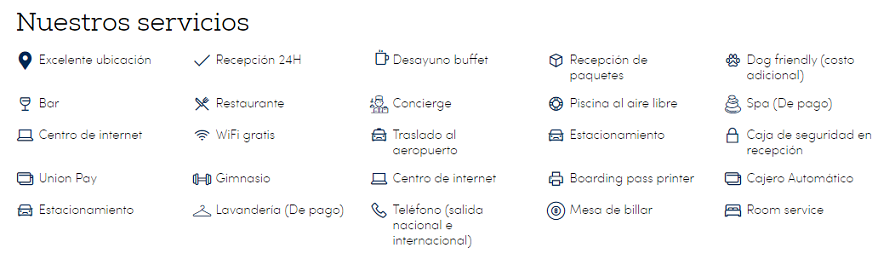 Nuestros servicios
Excelente ubicación
Recepción 24H
Desayuno buffet
Recepción de
paquetes
Dog friendly (costo
adicional)
Bar
Restaurante
Concierge
Piscina al aire libre
Spa (De pago)
Centro de internet
WiFi gratis
Traslado al
aeropuerto
Estacionamiento
Caja de seguridad en
recepción
Union Pay
Gimnasio
Centro de internet
Boarding pass printer
Cajero Automático
Estacionamiento
Lavandería (De pago)
Teléfono (salida
nacional e
internacional)
Mesa de billar
Room service